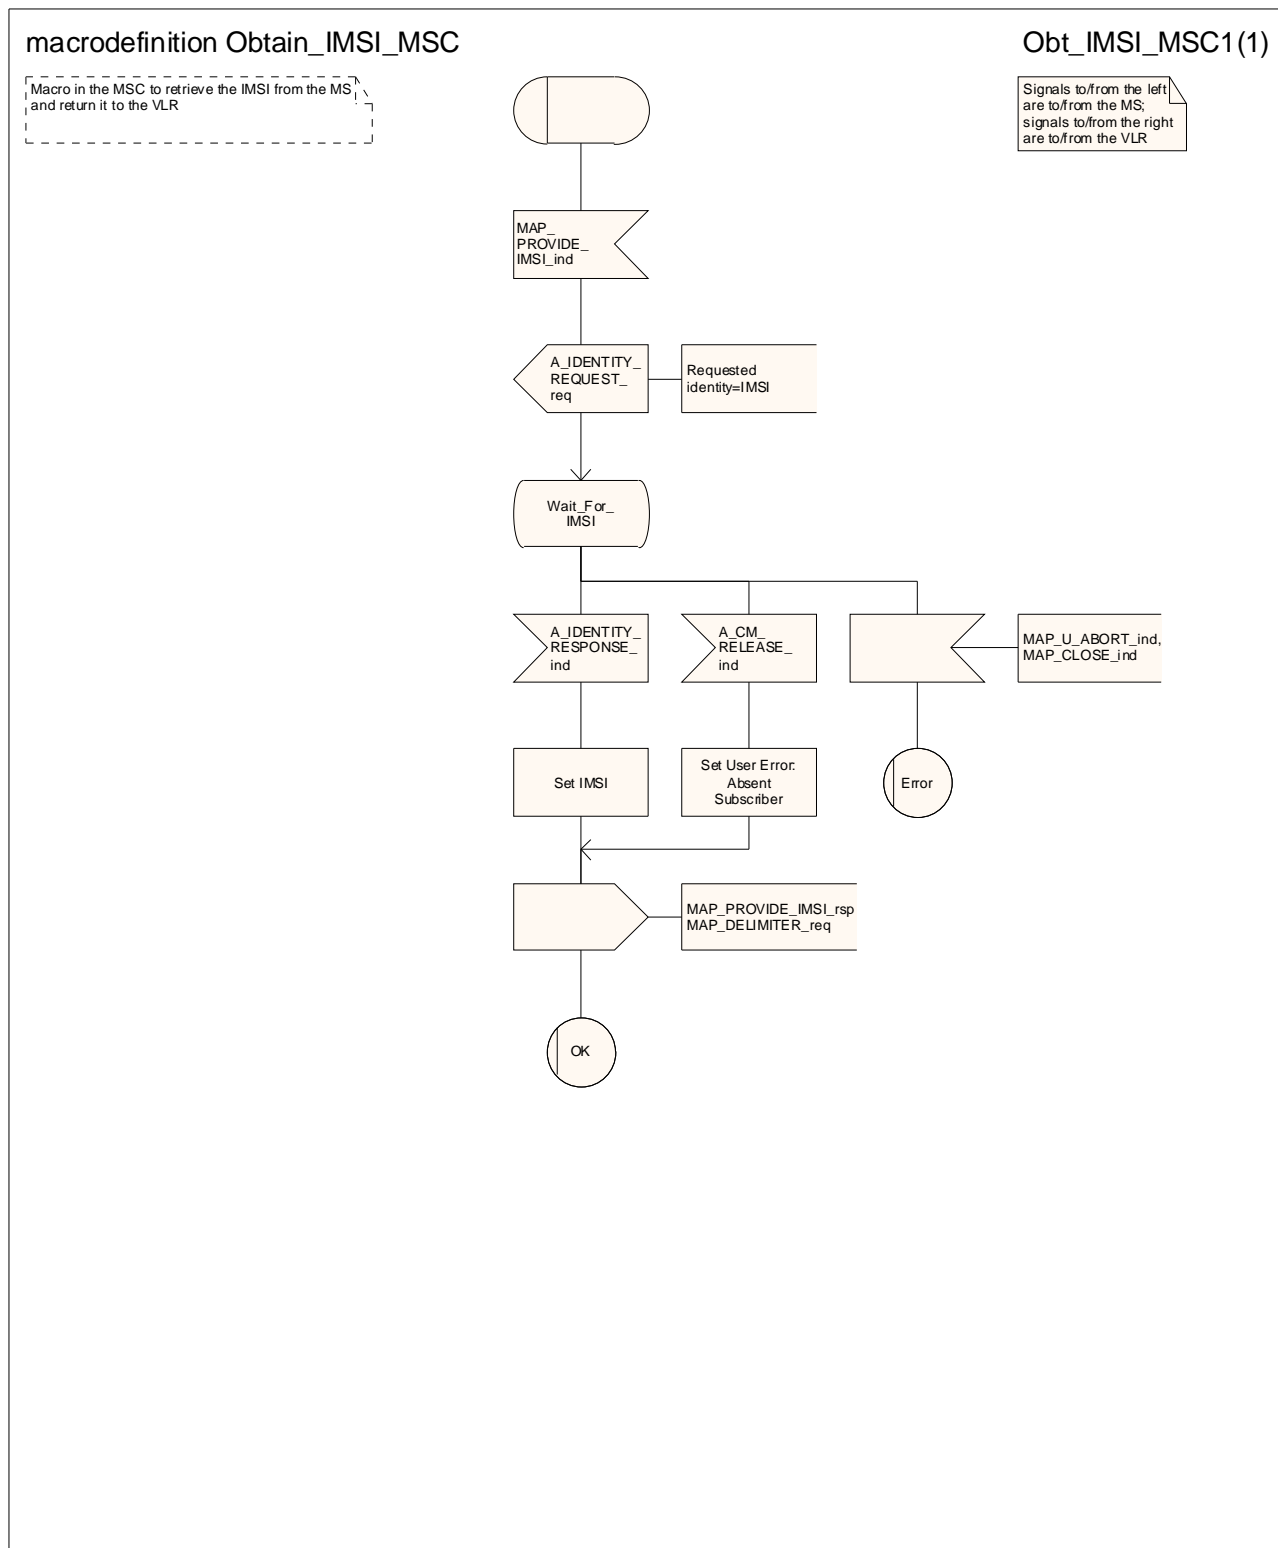 macrodefinition Obtain_IMSI_MSC
Obt_IMSI_MSC1(1)
Macro in the MSC to retrieve the IMSI from the MS
and return it to the VLR
Signals to/from the left
are to/from the MS;
signals to/from the right
are to/from the VLR
MAP_
PROVIDE_
IMSI_ind
A_IDENTITY_
REQUEST_
req
Requested
identity=IMSI
Wait_For_
IMSI
A_IDENTITY_
RESPONSE_
ind
A_CM_
RELEASE_
ind
MAP_U_ABORT_ind,
MAP_CLOSE_ind
Set IMSI
Set User Error:
Absent
Subscriber
Error
MAP_PROVIDE_IMSI_rsp
MAP_DELIMITER_req
OK